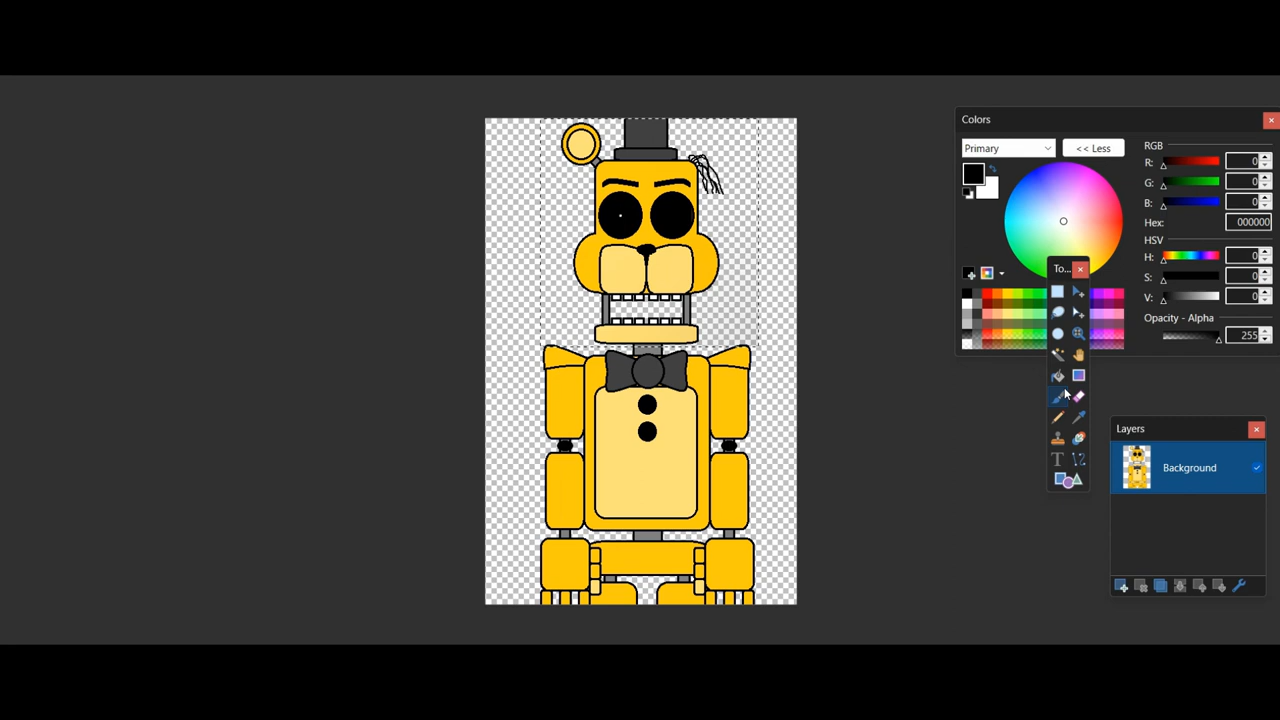 Colors
Primary
<< Less
RGB
R: 0
G: 0
B: 0
Hex: 000000
HSV
H: 0
S: 0
V: 0
Opacity - Alpha
255
To...
T
Layers
Background